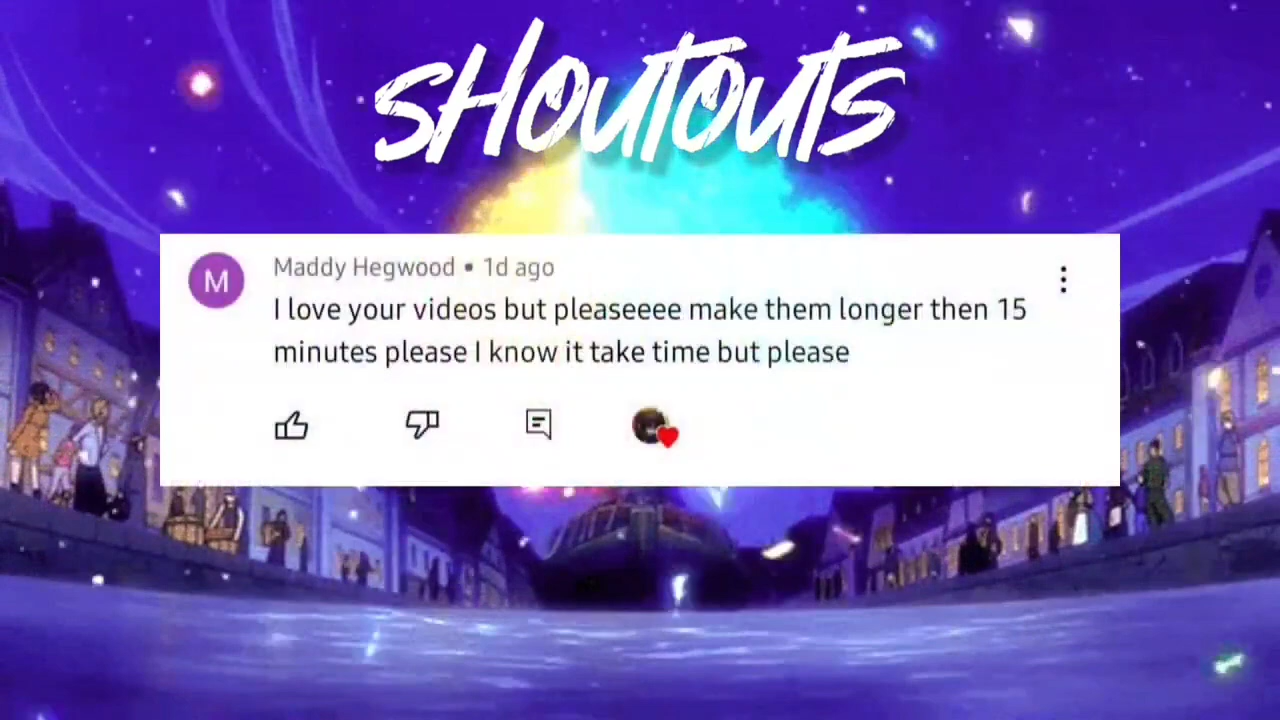 SHOUTOUTS
M
Maddy Hegwood • 1d ago
I love your videos but pleaseeee make them longer then 15
minutes please I know it take time but please